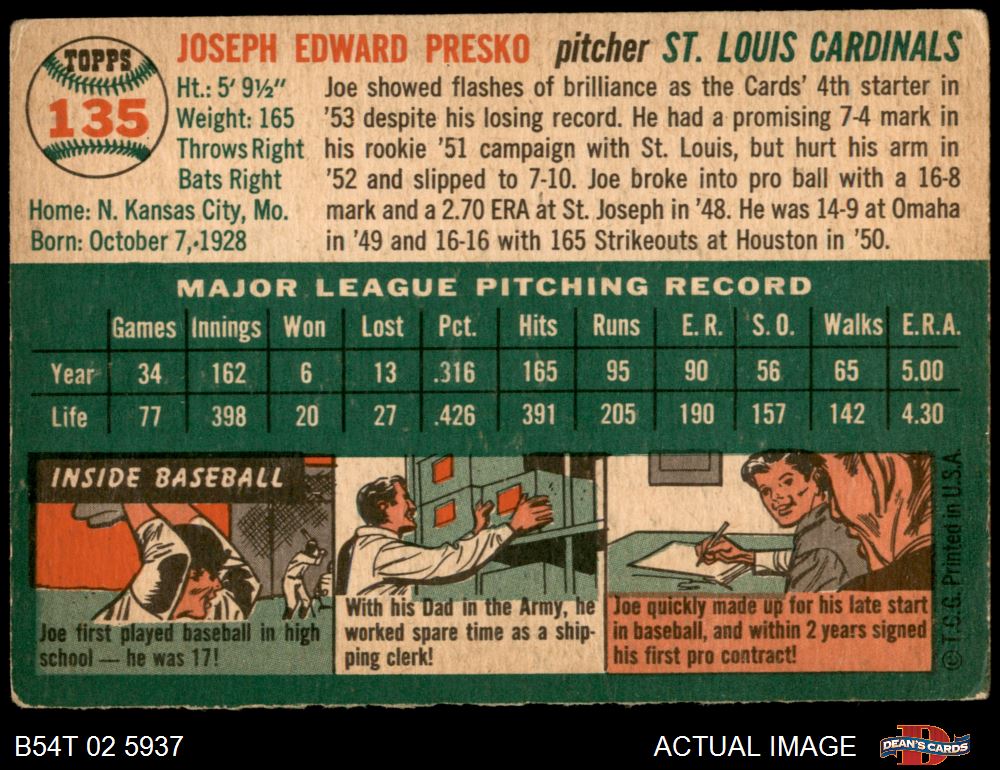 TOPPS
135
JOSEPH EDWARD PRESKO pitcher ST. LOUIS CARDINALS
Ht.: 5' 9½"
Weight: 165
Throws Right
Bats Right
Home: N. Kansas City, Mo.
Born: October 7, 1928
Joe showed flashes of brilliance as the Cards' 4th starter in
'53 despite his losing record. He had a promising 7-4 mark in
his rookie '51 campaign with St. Louis, but hurt his arm in
'52 and slipped to 7-10. Joe broke into pro ball with a 16-8
mark and a 2.70 ERA at St. Joseph in '48. He was 14-9 at Omaha
in '49 and 16-16 with 165 Strikeouts at Houston in '50.
MAJOR LEAGUE PITCHING RECORD
Games Innings Won Lost Pct. Hits Runs E.R. S.O. Walks E.R.A.
Year 34 162 6 13 .316 165 95 90 56 65 5.00
Life 77 398 20 27 .426 391 205 190 157 142 4.30
INSIDE BASEBALL
Joe first played baseball in high
school — he was 17!
With his Dad in the Army, he
worked spare time as a ship-
ping clerk!
Joe quickly made up for his late start
in baseball, and within 2 years signed
his first pro contract!
© T.C.G. Printed in U.S.A.
B54T 02 5937
ACTUAL IMAGE
DEAN'S CARDS